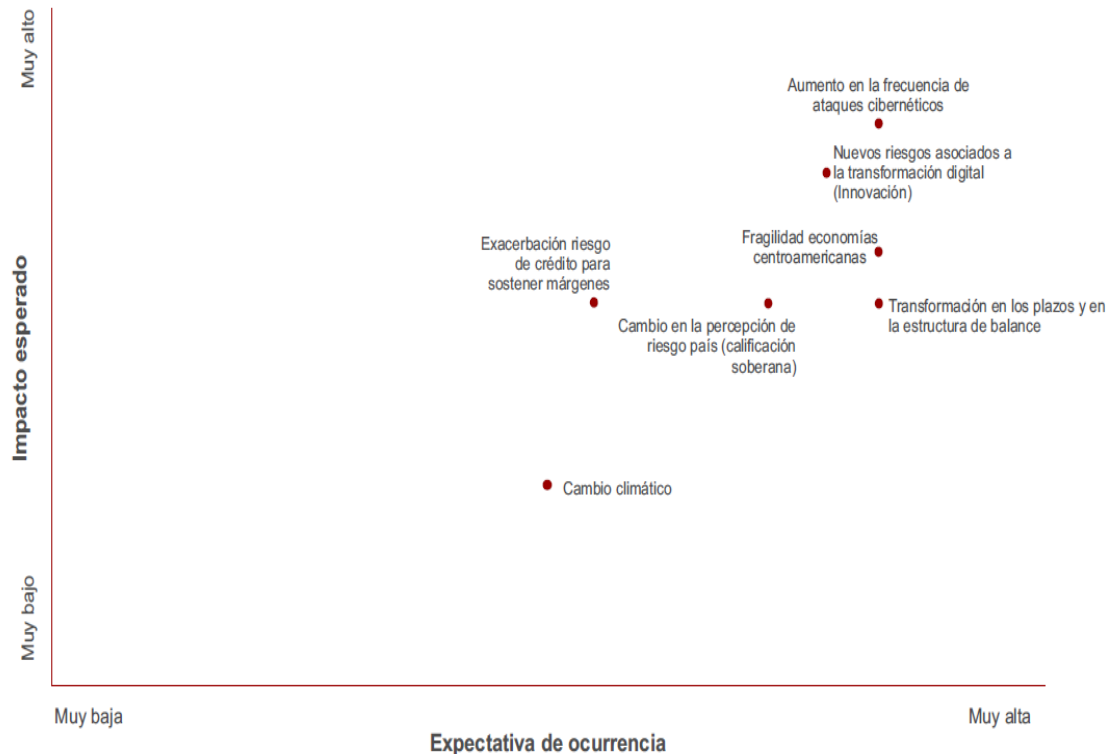 Muy alto
Aumento en la frecuencia de
ataques cibernéticos
Nuevos riesgos asociados a
la transformación digital
(Innovación)
Exacerbación riesgo
de crédito para
sostener márgenes
Fragilidad economías
centroamericanas
Impacto esperado
Transformación en los plazos y en
la estructura de balance
Cambio en la percepción de
riesgo país (calificación
soberana)
Cambio climático
Muy bajo
Muy baja
Muy alta
Expectativa de ocurrencia